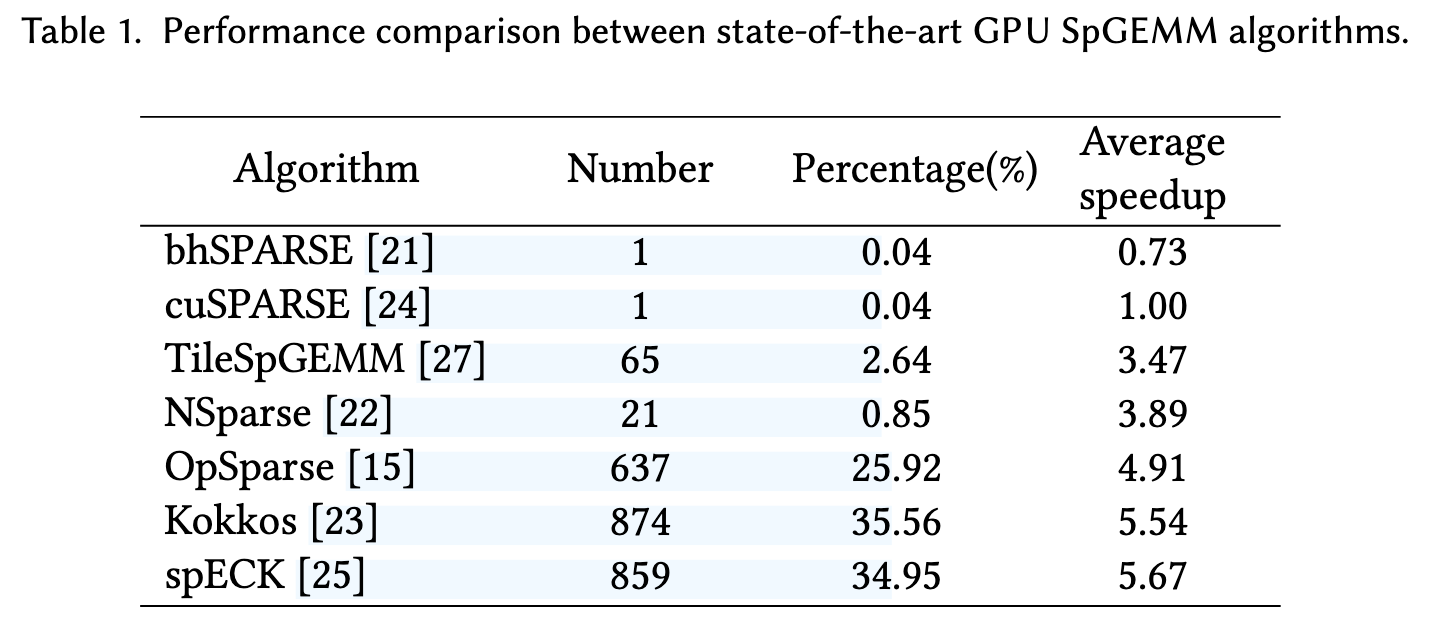 Table 1. Performance comparison between state-of-the-art GPU SpGEMM algorithms.
Algorithm Number Percentage(%) Average speedup
bhSPARSE [21] 1 0.04 0.73
cuSPARSE [24] 1 0.04 1.00
TileSpGEMM [27] 65 2.64 3.47
NSparse [22] 21 0.85 3.89
OpSparse [15] 637 25.92 4.91
Kokkos [23] 874 35.56 5.54
spECK [25] 859 34.95 5.67